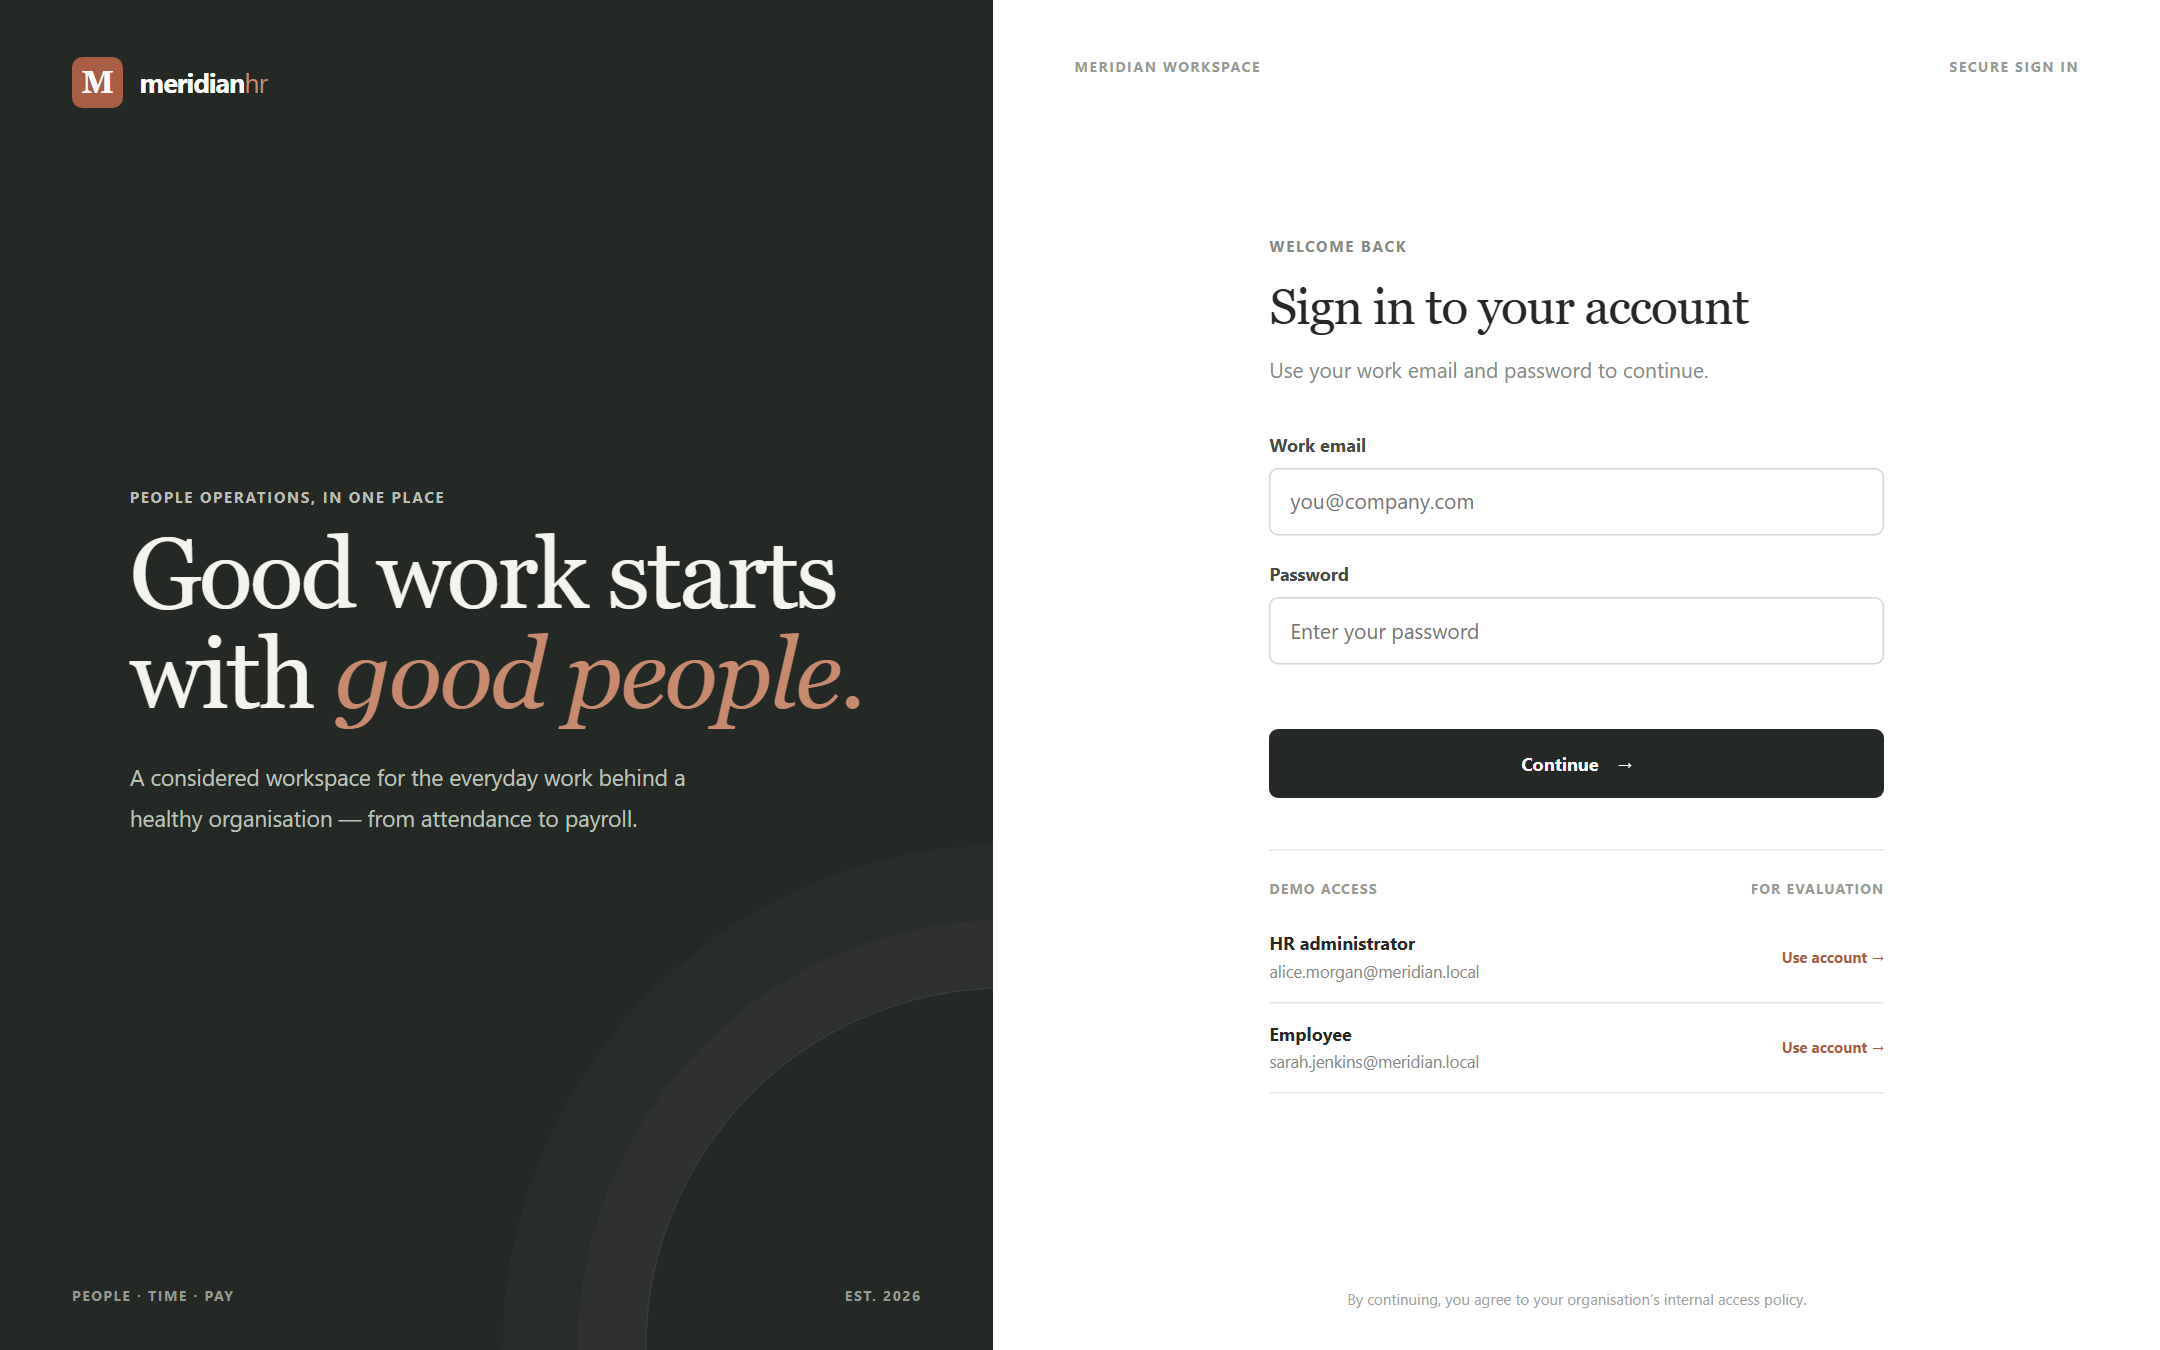 M
meridianhr
PEOPLE OPERATIONS, IN ONE PLACE
Good work starts
with good people.
A considered workspace for the everyday work behind a
healthy organisation — from attendance to payroll.
PEOPLE · TIME · PAY
EST. 2026
MERIDIAN WORKSPACE
SECURE SIGN IN
WELCOME BACK
Sign in to your account
Use your work email and password to continue.
Work email
you@company.com
Password
Enter your password
Continue →
DEMO ACCESS
FOR EVALUATION
HR administrator
alice.morgan@meridian.local
Use account →
Employee
sarah.jenkins@meridian.local
Use account →
By continuing, you agree to your organisation's internal access policy.